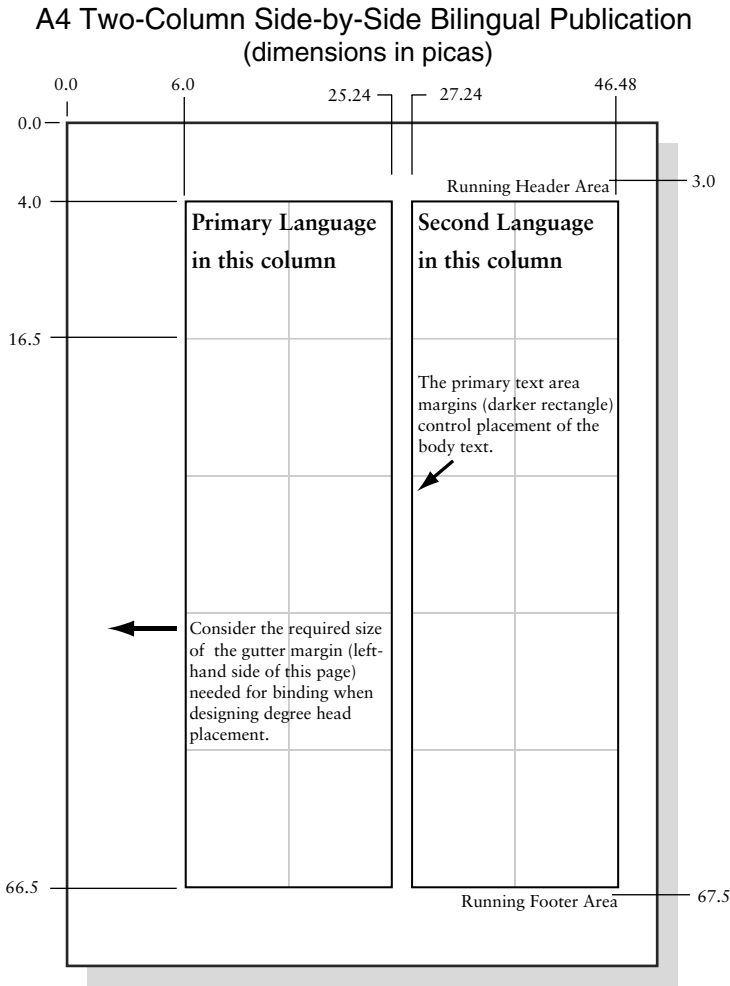 A4 Two-Column Side-by-Side Bilingual Publication
(dimensions in picas)
0.0
6.0
25.24
27.24
46.48
0.0
Running Header Area
3.0
4.0
Primary Language
in this column
Second Language
in this column
16.5
The primary text area
margins (darker rectangle)
control placement of the
body text.
Consider the required size
of  the gutter margin (left-
hand side of this page)
needed for binding when
designing degree head
placement.
66.5
Running Footer Area
67.5